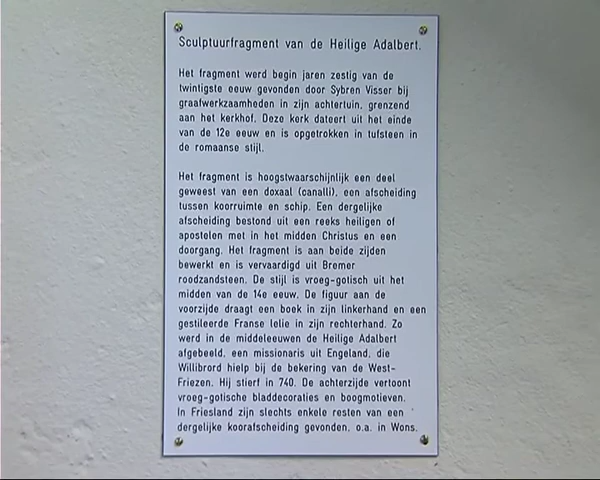 Sculptuurfragment van de Heilige Adalbert.
Het fragment werd begin jaren zestig van de
twintigste eeuw gevonden door Sybren Visser bij
graafwerkzaamheden in zijn achtertuin, grenzend
aan het kerkhof. Deze kerk dateert uit het einde
van de 12e eeuw en is opgetrokken in tufsteen in
de romaanse stijl.
Het fragment is hoogstwaarschijnlijk een deel
geweest van een doxaal (canalli), een afscheiding
tussen koorruimte en schip. Een dergelijke
afscheiding bestond uit een reeks heiligen of
apostelen met in het midden Christus en een
doorgang. Het fragment is aan beide zijden
bewerkt en is vervaardigd uit Bremer
roodzandsteen. De stijl is vroeg-gotisch uit het
midden van de 14e eeuw. De figuur aan de
voorzijde draagt een boek in zijn linkerhand en een
gestileerde Franse lelie in zijn rechterhand. Zo
werd in de middeleeuwen de Heilige Adalbert
afgebeeld, een missionaris uit Engeland, die
Willibrord hielp bij de bekering van de West-
Friezen. Hij stierf in 740. De achterzijde vertoont
vroeg-gotische bladdecoraties en boogmotieven.
In Friesland zijn slechts enkele resten van een
dergelijke koorafscheiding gevonden, o.a. in Wons.